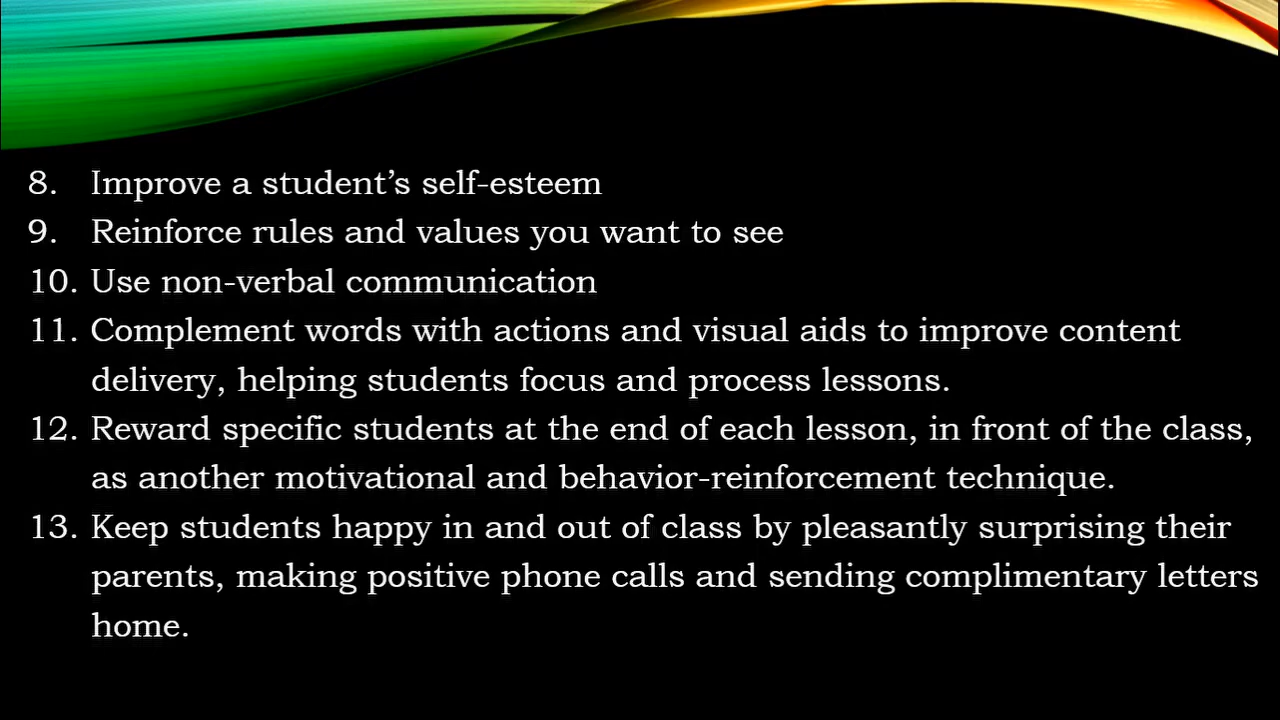 8. Improve a student’s self-esteem
9. Reinforce rules and values you want to see
10. Use non-verbal communication
11. Complement words with actions and visual aids to improve content
delivery, helping students focus and process lessons.
12. Reward specific students at the end of each lesson, in front of the class,
as another motivational and behavior-reinforcement technique.
13. Keep students happy in and out of class by pleasantly surprising their
parents, making positive phone calls and sending complimentary letters
home.